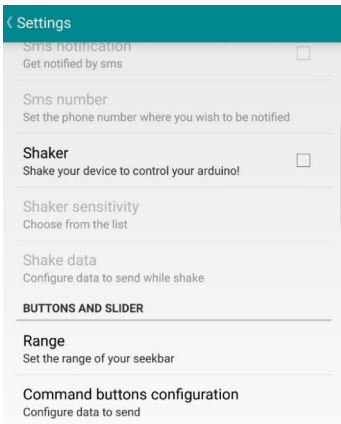 Settings
Sms notification
Get notified by sms
Sms number
Set the phone number where you wish to be notified
Shaker
Shake your device to control your arduino!
Shaker sensitivity
Choose from the list
Shake data
Configure data to send while shake
BUTTONS AND SLIDER
Range
Set the range of your seekbar
Command buttons configuration
Configure data to send